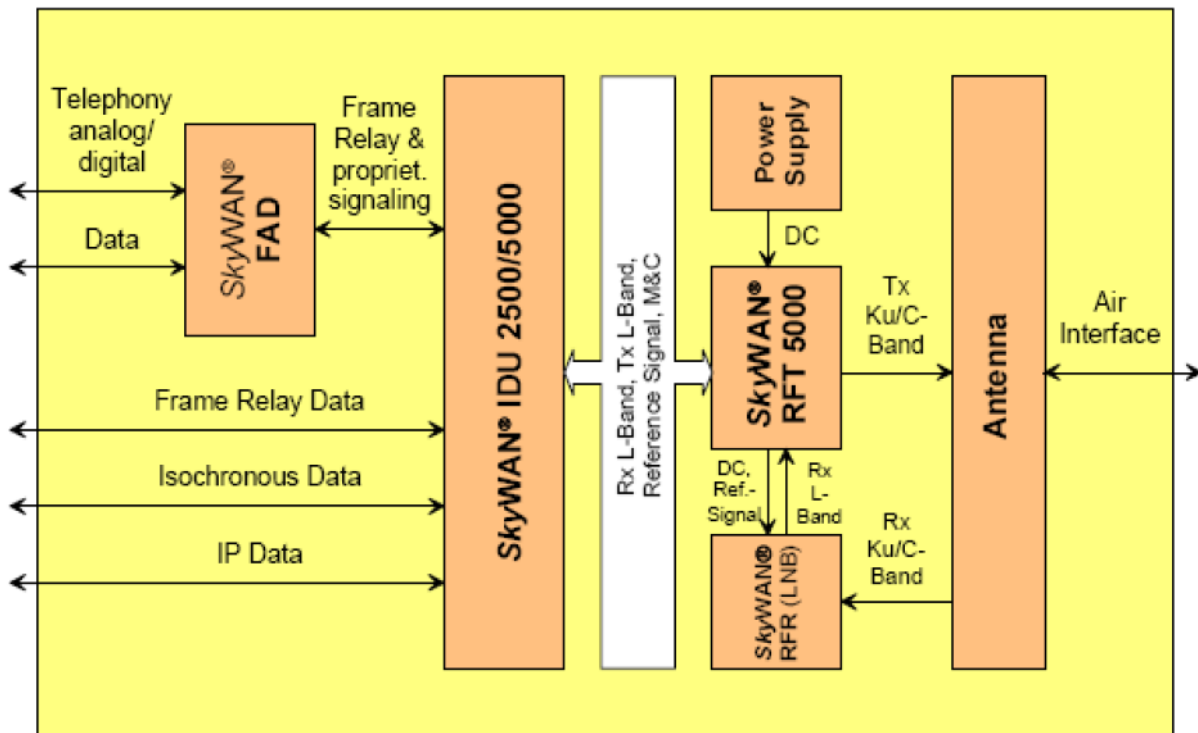 Telephony
analog/
digital
Data
SkyWAN®
FAD
Frame
Relay &
propriet.
signaling
Frame Relay Data
Isochronous Data
IP Data
SkyWAN® IDU 2500/5000
Rx L-Band, Tx L-Band,
Reference Signal, M&C
Power
Supply
DC
SkyWAN®
RFT 5000
DC,
Ref.-
Signal
Rx
L-
Band
SkyWAN®
RFR (LNB)
Tx
Ku/C-
Band
Rx
Ku/C-
Band
Antenna
Air
Interface